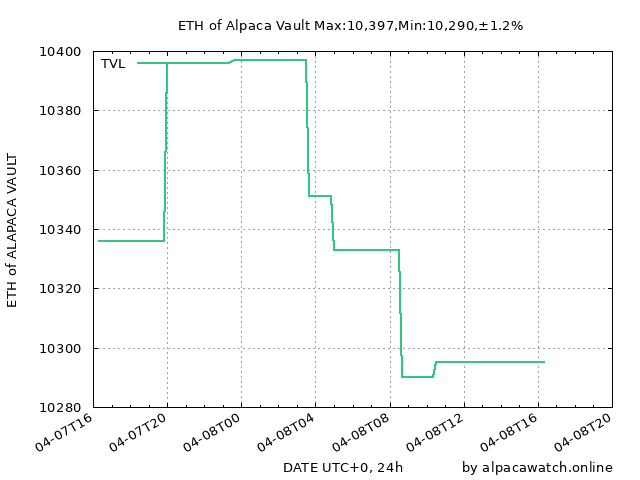 ETH of Alpaca Vault Max:10,397,Min:10,290,±1.2%
10400
TVL
10380
10360
10340
10320
10300
10280
ETH of ALAPACA VAULT
04-07T16
04-07T20
04-08T00
04-08T04
04-08T08
04-08T12
04-08T16
04-08T20
DATE UTC+0, 24h
by alpacawatch.online